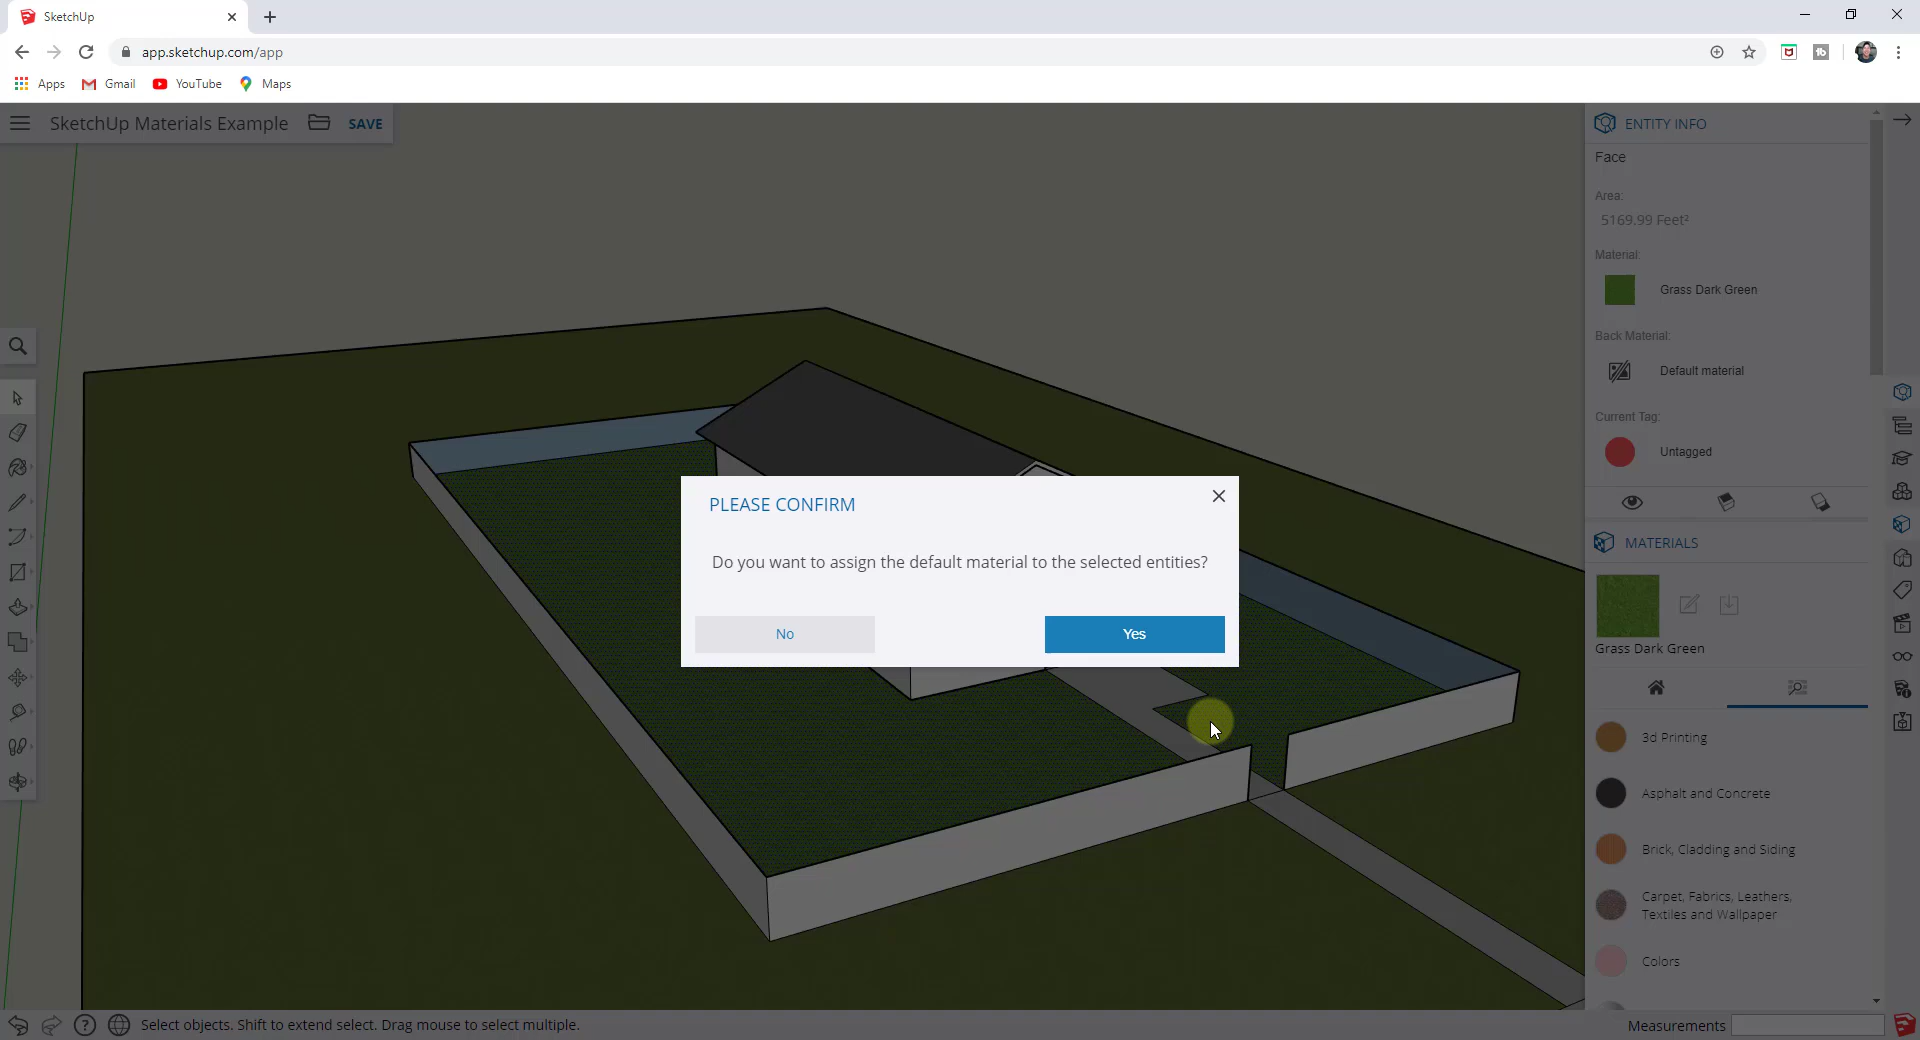 SketchUp
app.sketchup.com/app
Apps
Gmail
YouTube
Maps
SketchUp Materials Example
SAVE
ENTITY INFO
Face
Area:
5169.99 Feet²
Material:
Grass Dark Green
Back Material:
Default material
Current Tag:
Untagged
PLEASE CONFIRM
Do you want to assign the default material to the selected entities?
No
Yes
MATERIALS
Grass Dark Green
3d Printing
Asphalt and Concrete
Brick, Cladding and Siding
Carpet, Fabrics, Leathers,
Textiles and Wallpaper
Colors
Select objects. Shift to extend select. Drag mouse to select multiple.
Measurements